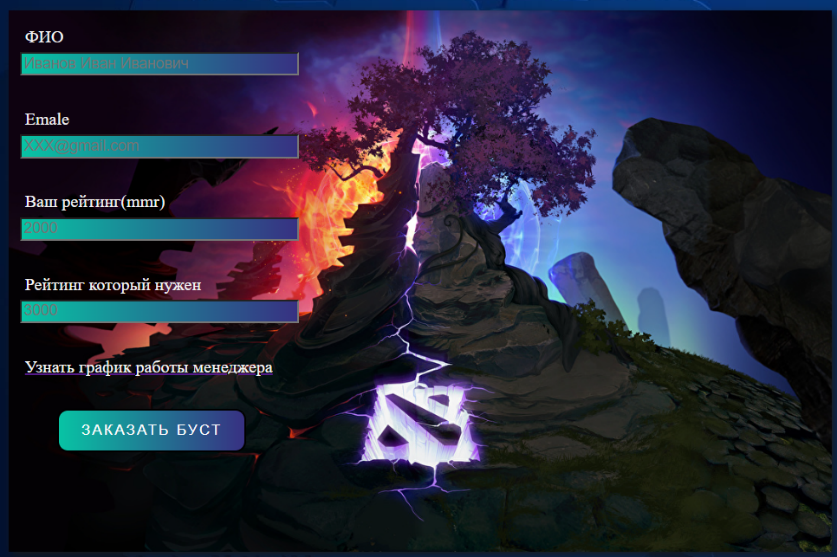 ФИО
Иванов Иван Иванович
Emale
XXX@gmail.com
Ваш рейтинг(mmr)
2000
Рейтинг который нужен
3000
Узнать график работы менеджера
ЗАКАЗАТЬ БУСТ